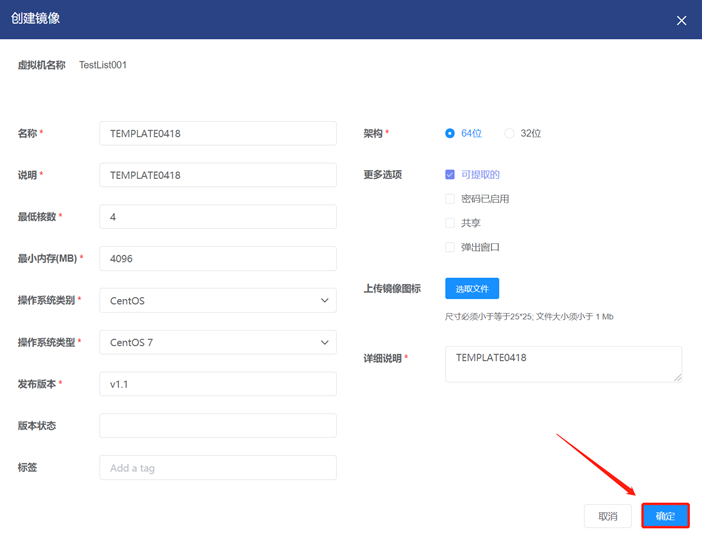 创建镜像
虚拟机名称 TestList001
名称 * TEMPLATE0418
说明 * TEMPLATE0418
最低核数 * 4
最小内存(MB) * 4096
操作系统类别 * CentOS
操作系统类型 * CentOS 7
发布版本 * v1.1
版本状态
标签 Add a tag
架构 * 64位 32位
更多选项 可提取的
密码已启用
共享
弹出窗口
上传镜像图标 选取文件
尺寸必须小于等于25*25; 文件大小须小于 1 Mb
详细说明 * TEMPLATE0418
取消 确定